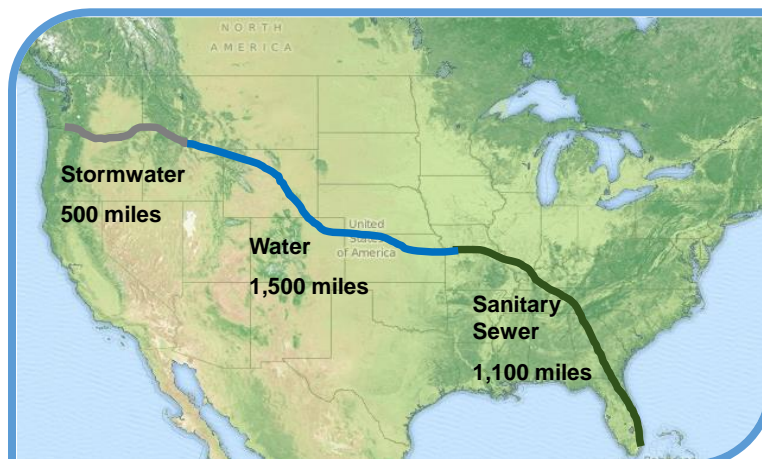 NORTH
AMERICA
Stormwater
500 miles
United
States
of America
Water
1,500 miles
Sanitary
Sewer
1,100 miles